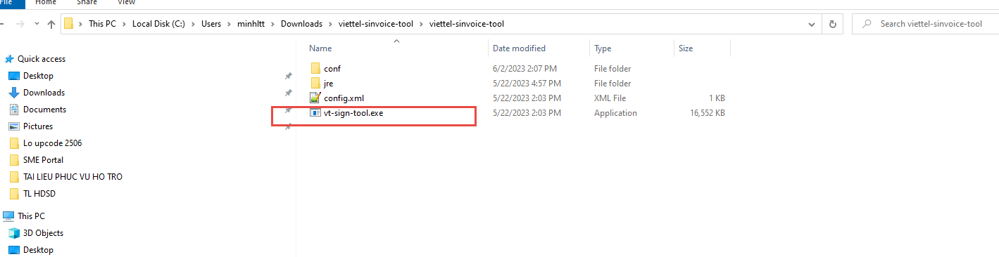 File Home Share View
This PC Local Disk (C:) Users minhltt Downloads viettel-sinvoice-tool viettel-sinvoice-tool
Search viettel-sinvoice-tool
Quick access
Desktop
Downloads
Documents
Pictures
Lo upcode 2506
SME Portal
TAI LIEU PHUC VU HO TRO
TL HDSD
This PC
3D Objects
Desktop
Name Date modified Type Size
conf 6/2/2023 2:07 PM File folder
jre 5/22/2023 4:57 PM File folder
config.xml 5/22/2023 2:03 PM XML File 1 KB
vt-sign-tool.exe 5/22/2023 2:03 PM Application 16,552 KB